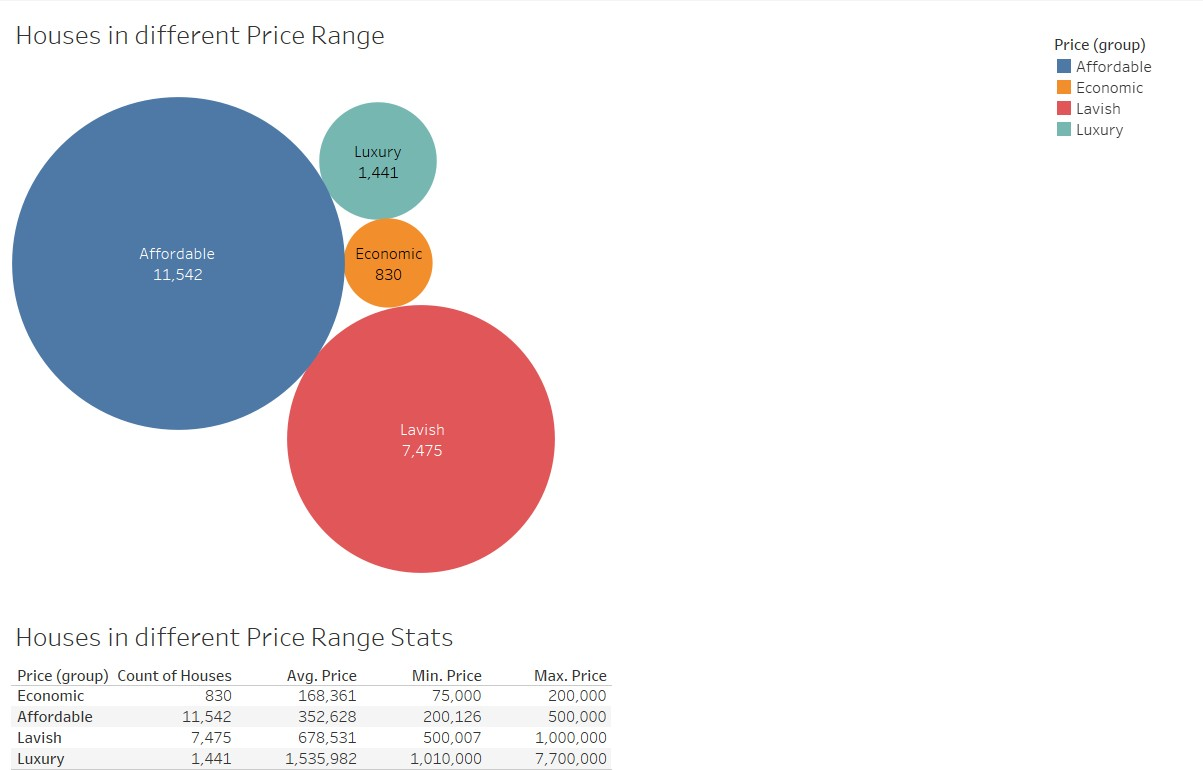 Houses in different Price Range
Price (group)
Affordable
Economic
Lavish
Luxury
Luxury
1,441
Affordable
11,542
Economic
830
Lavish
7,475
Houses in different Price Range Stats
Price (group) Count of Houses Avg. Price Min. Price Max. Price
Economic 830 168,361 75,000 200,000
Affordable 11,542 352,628 200,126 500,000
Lavish 7,475 678,531 500,007 1,000,000
Luxury 1,441 1,535,982 1,010,000 7,700,000